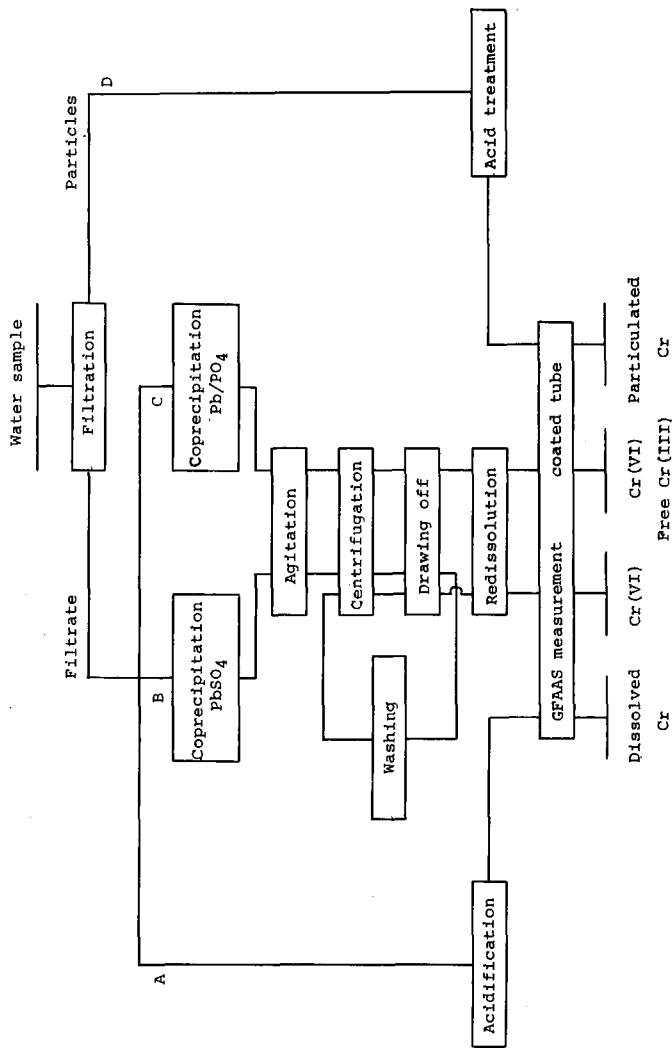 Water sample
Filtration
Filtrate
Particles
A
B
C
D
Coprecipitation
PbSO4
Coprecipitation
Pb/PO4
Agitation
Centrifugation
Drawing off
Washing
Redissolution
Acidification
Acid treatment
GFAAS measurement coated tube
Dissolved
Cr
Cr(VI)
Cr(VI)
Free Cr(III)
Particulated
Cr